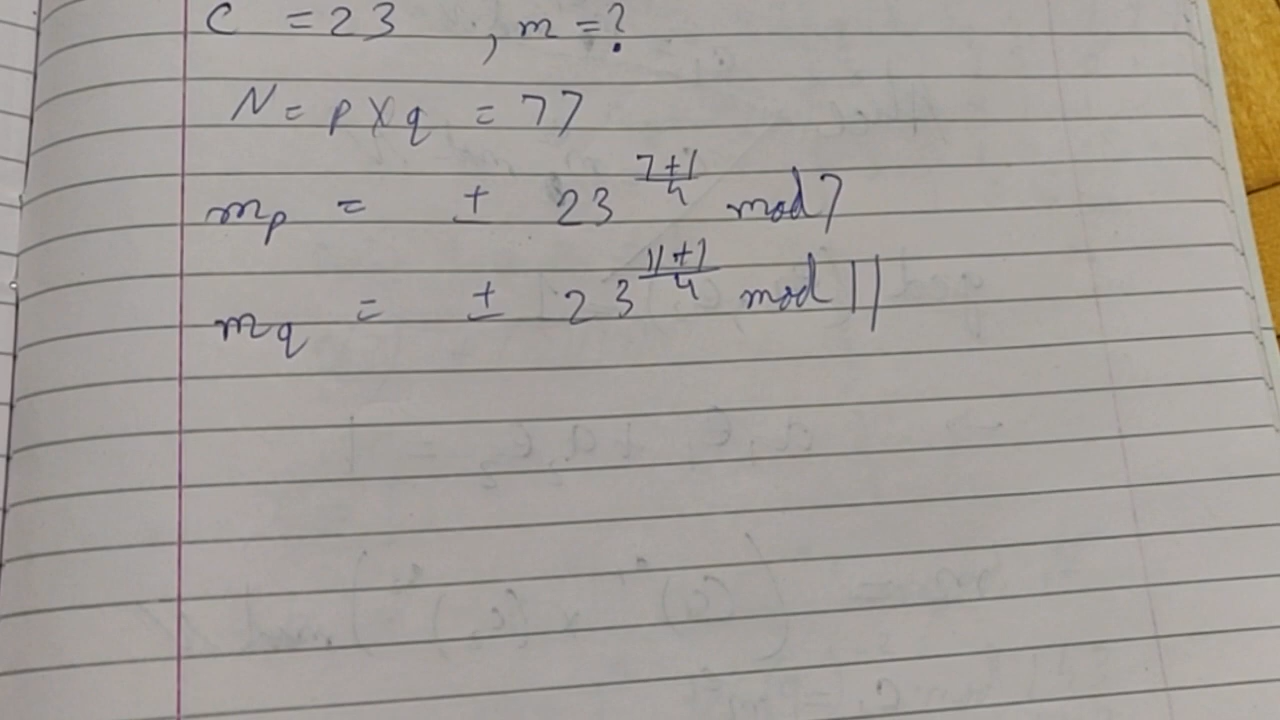 C = 23 , m = ?
N = p X q = 77
mp = ± 23^(7+1)/4 mod 7
mq = ± 23^(11+1)/4 mod 11